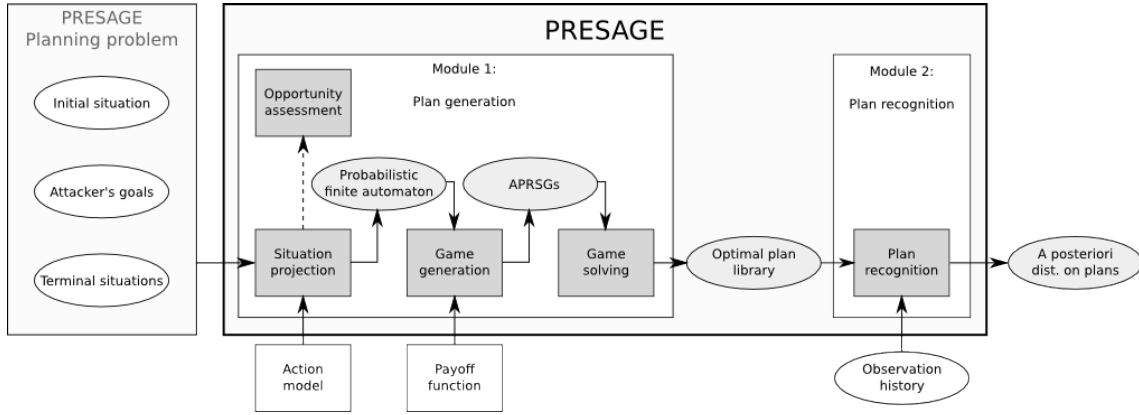 PRESAGE
Planning problem
Initial situation
Attacker's goals
Terminal situations
PRESAGE
Module 1:
Plan generation
Opportunity
assessment
Probabilistic
finite automaton
APRSGs
Situation
projection
Game
generation
Game
solving
Action
model
Payoff
function
Optimal plan
library
Module 2:
Plan recognition
Plan
recognition
Observation
history
A posteriori
dist. on plans